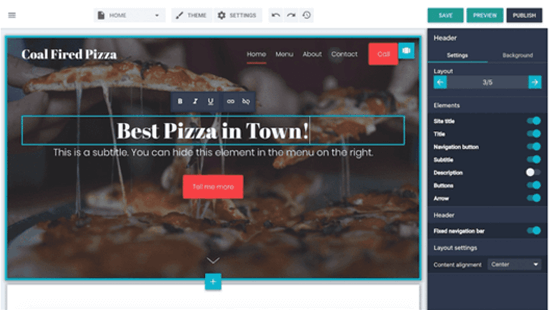 HOME
THEME
SETTINGS
SAVE
PREVIEW
PUBLISH
Coal Fired Pizza
Home
Menu
About
Contact
Call
B I U
Best Pizza in Town!
This is a subtitle. You can hide this element in the menu on the right.
Tell me more
+
Header
Settings
Background
Layout
3/5
Elements
Site title
Title
Navigation button
Subtitle
Description
Buttons
Arrow
Header
Fixed navigation bar
Layout settings
Content alignment
Center